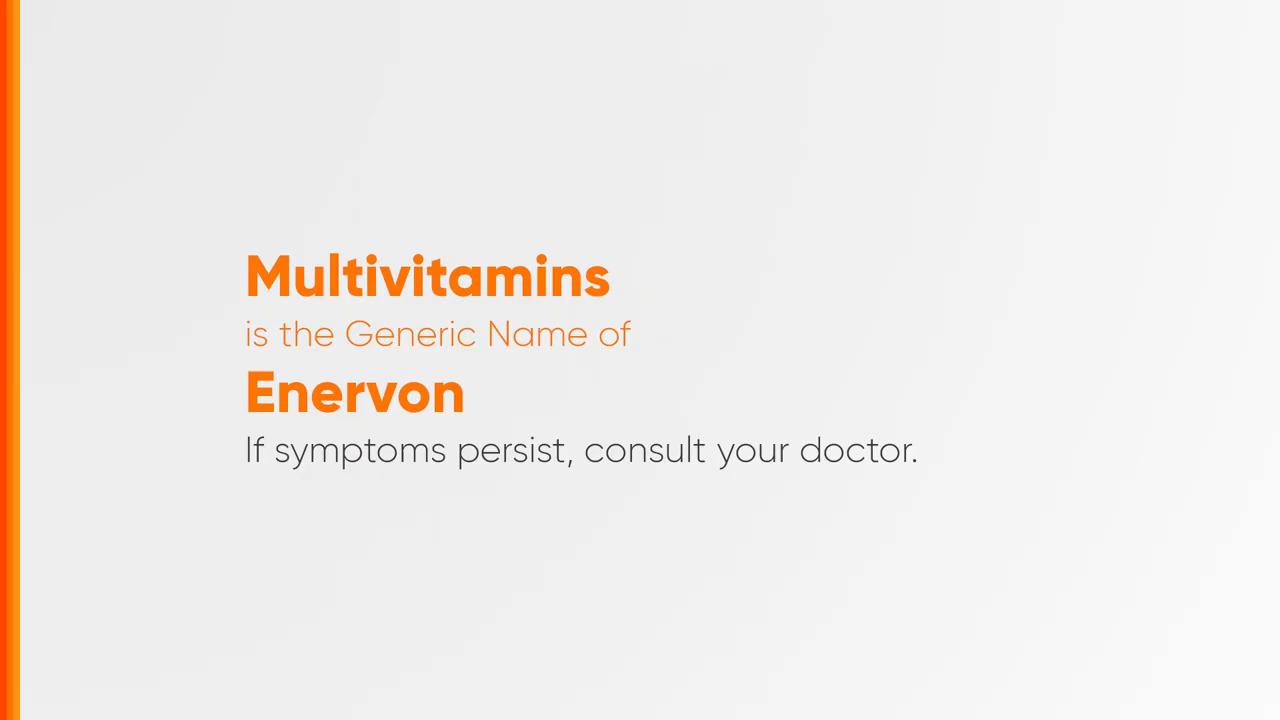 Multivitamins
is the Generic Name of
Enervon
If symptoms persist, consult your doctor.